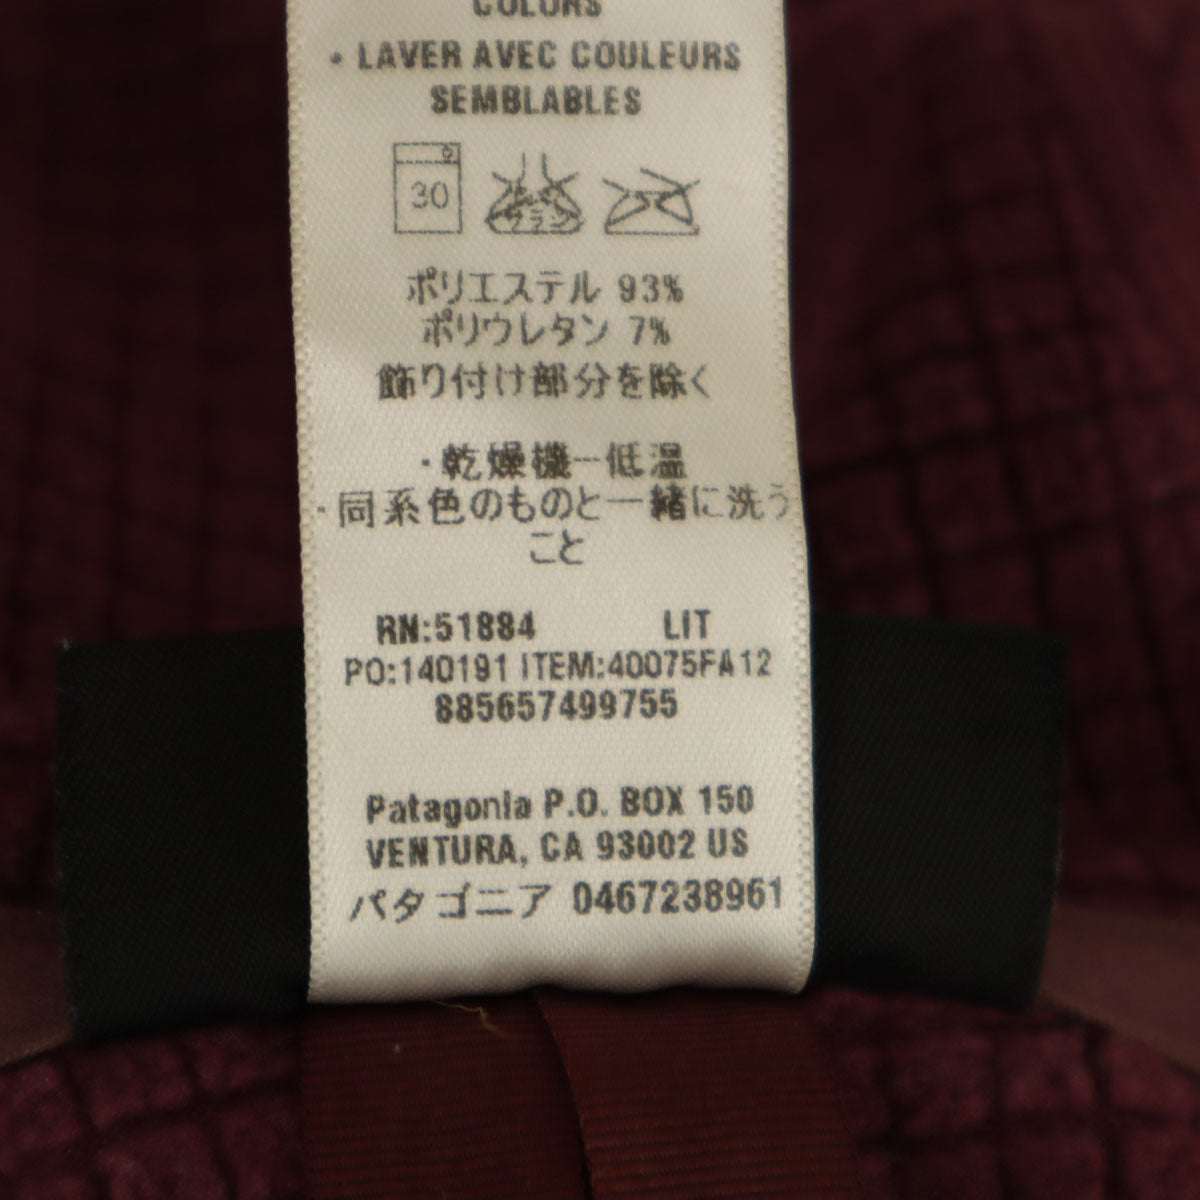 COLORS
・LAVER AVEC COULEURS
SEMBLABLES
30
ポリエステル 93%
ポリウレタン 7%
飾り付け部分を除く
・乾燥機ー低温
・同系色のものと一緒に洗う
こと
RN:51884 LIT
PO:140191 ITEM:40075FA12
885657499755
Patagonia P.O. BOX 150
VENTURA, CA 93002 US
パタゴニア 0467238961